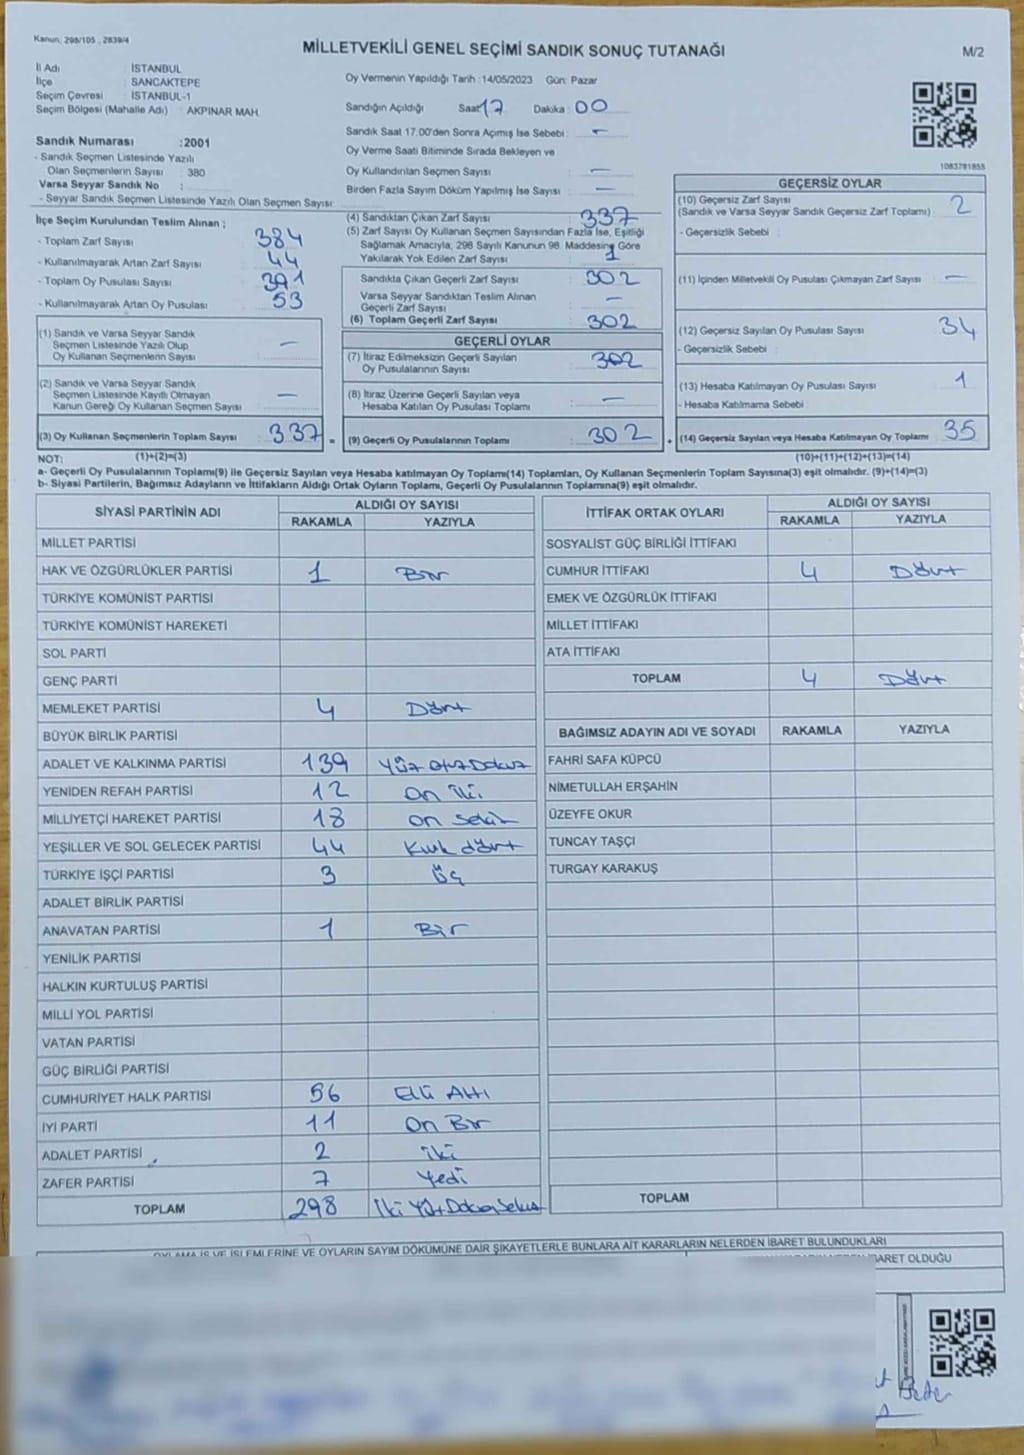 Kanun: 298/105 , 2839/4
MİLLETVEKİLİ GENEL SEÇİMİ SANDIK SONUÇ TUTANAĞI
M/2
İl Adı : İSTANBUL
İlçe : SANCAKTEPE
Seçim Çevresi : İSTANBUL-1
Seçim Bölgesi (Mahalle Adı) : AKPINAR MAH.
Oy Vermenin Yapıldığı Tarih : 14/05/2023 Gün: Pazar
Sandığın Açıldığı Saat 17 Dakika : 00
Sandık Saat 17.00'den Sonra Açımış İse Sebebi : -
Oy Verme Saati Bitiminde Sırada Bekleyen ve
Oy Kullandırılan Seçmen Sayısı : —
Birden Fazla Sayım Döküm Yapılmış İse Sayısı : —
1083781855
Sandık Numarası : 2001
- Sandık Seçmen Listesinde Yazılı
Olan Seçmenlerin Sayısı : 380
Varsa Seyyar Sandık No :
- Seyyar Sandık Seçmen Listesinde Yazılı Olan Seçmen Sayısı:
İlçe Seçim Kurulundan Teslim Alınan ;
- Toplam Zarf Sayısı : 384
- Kullanılmayarak Artan Zarf Sayısı : 44
- Toplam Oy Pusulası Sayısı : 391
- Kullanılmayarak Artan Oy Pusulası : 53
(1) Sandık ve Varsa Seyyar Sandık
Seçmen Listesinde Yazılı Olup
Oy Kullanan Seçmenlerin Sayısı : —
(2) Sandık ve Varsa Seyyar Sandık
Seçmen Listesinde Kayıtlı Olmayan
Kanun Gereği Oy Kullanan Seçmen Sayısı : —
(3) Oy Kullanan Seçmenlerin Toplam Sayısı : 337 =
(4) Sandıktan Çıkan Zarf Sayısı : 337
(5) Zarf Sayısı Oy Kullanan Seçmen Sayısından Fazla İse, Eşitliği
Sağlamak Amacıyla, 298 Sayılı Kanunun 98. Maddesine Göre
Yakılarak Yok Edilen Zarf Sayısı : 1
Sandıkta Çıkan Geçerli Zarf Sayısı : 302
Varsa Seyyar Sandıktan Teslim Alınan
Geçerli Zarf Sayısı : —
(6) Toplam Geçerli Zarf Sayısı : 302
GEÇERLİ OYLAR
(7) İtiraz Edilmeksizin Geçerli Sayılan
Oy Pusulalarının Sayısı : 302
(8) İtiraz Üzerine Geçerli Sayılan veya
Hesaba Katılan Oy Pusulası Toplamı : —
(9) Geçerli Oy Pusulalarının Toplamı : 302 +
GEÇERSİZ OYLAR
(10) Geçersiz Zarf Sayısı
(Sandık ve Varsa Seyyar Sandık Geçersiz Zarf Toplamı) : 2
- Geçersizlik Sebebi :
(11) İçinden Milletvekili Oy Pusulası Çıkmayan Zarf Sayısı : —
(12) Geçersiz Sayılan Oy Pusulası Sayısı : 34
- Geçersizlik Sebebi :
(13) Hesaba Katılmayan Oy Pusulası Sayısı : 1
- Hesaba Katılmama Sebebi :
(14) Geçersiz Sayılan veya Hesaba Katılmayan Oy Toplamı : 35
NOT: (1)+(2)=(3) (10)+(11)+(12)+(13)=(14)
a- Geçerli Oy Pusulalarının Toplamı(9) ile Geçersiz Sayılan veya Hesaba katılmayan Oy Toplamı(14) Toplamları, Oy Kullanan Seçmenlerin Toplam Sayısına(3) eşit olmalıdır. (9)+(14)=(3)
b- Siyasi Partilerin, Bağımsız Adayların ve İttifakların Aldığı Ortak Oyların Toplamı, Geçerli Oy Pusulalarının Toplamına(9) eşit olmalıdır.
SİYASİ PARTİNİN ADI ALDIĞI OY SAYISI
RAKAMLA YAZIYLA
MİLLET PARTİSİ
HAK VE ÖZGÜRLÜKLER PARTİSİ 1 Bir
TÜRKİYE KOMÜNİST PARTİSİ
TÜRKİYE KOMÜNİST HAREKETİ
SOL PARTİ
GENÇ PARTİ
MEMLEKET PARTİSİ 4 Dört
BÜYÜK BİRLİK PARTİSİ
ADALET VE KALKINMA PARTİSİ 139 Yüz otuz Dokuz
YENİDEN REFAH PARTİSİ 12 on iki
MİLLİYETÇİ HAREKET PARTİSİ 18 on sekiz
YEŞİLLER VE SOL GELECEK PARTİSİ 44 Kırk dört
TÜRKİYE İŞÇİ PARTİSİ 3 Üç
ADALET BİRLİK PARTİSİ
ANAVATAN PARTİSİ 1 Bir
YENİLİK PARTİSİ
HALKIN KURTULUŞ PARTİSİ
MİLLİ YOL PARTİSİ
VATAN PARTİSİ
GÜÇ BİRLİĞİ PARTİSİ
CUMHURİYET HALK PARTİSİ 56 Elli Altı
İYİ PARTİ 11 On Bir
ADALET PARTİSİ 2 iki
ZAFER PARTİSİ 7 Yedi
TOPLAM 298 İki Yüz Doksan Sekiz
İTTİFAK ORTAK OYLARI ALDIĞI OY SAYISI
RAKAMLA YAZIYLA
SOSYALİST GÜÇ BİRLİĞİ İTTİFAKI
CUMHUR İTTİFAKI 4 Dört
EMEK VE ÖZGÜRLÜK İTTİFAKI
MİLLET İTTİFAKI
ATA İTTİFAKI
TOPLAM 4 Dört
BAĞIMSIZ ADAYIN ADI VE SOYADI RAKAMLA YAZIYLA
FAHRİ SAFA KÜPCÜ
NİMETULLAH ERŞAHİN
ÜZEYFE OKUR
TUNCAY TAŞÇI
TURGAY KARAKUŞ
TOPLAM
OYLAMA İŞ VE İŞLEMLERİNE VE OYLARIN SAYIM DÖKÜMÜNE DAİR ŞİKAYETLERLE BUNLARA AİT KARARLARIN NELERDEN İBARET BULUNDUKLARI
İBARET OLDUĞU